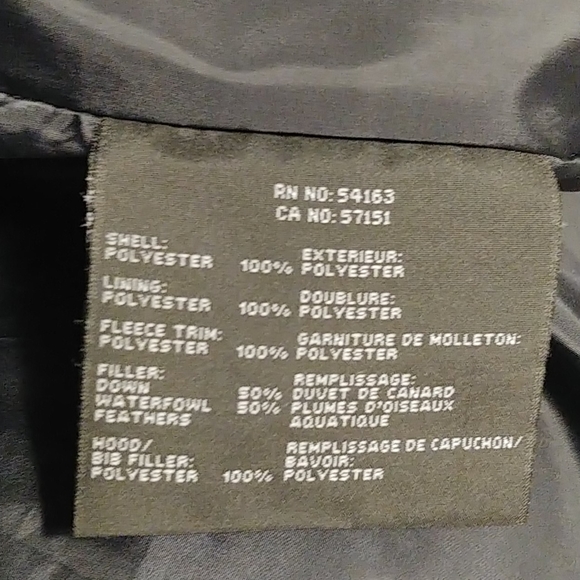 RN NO: 54163
CA NO: 57151
SHELL: EXTERIEUR:
POLYESTER 100% POLYESTER
LINING: DOUBLURE:
POLYESTER 100% POLYESTER
FLEECE TRIM: GARNITURE DE MOLLETON:
POLYESTER 100% POLYESTER
FILLER: REMPLISSAGE:
DOWN 50% DUVET DE CANARD
WATERFOWL 50% PLUMES D'OISEAUX
FEATHERS AQUATIQUE
HOOD/ REMPLISSAGE DE CAPUCHON/
BIB FILLER: BAVOIR:
POLYESTER 100% POLYESTER